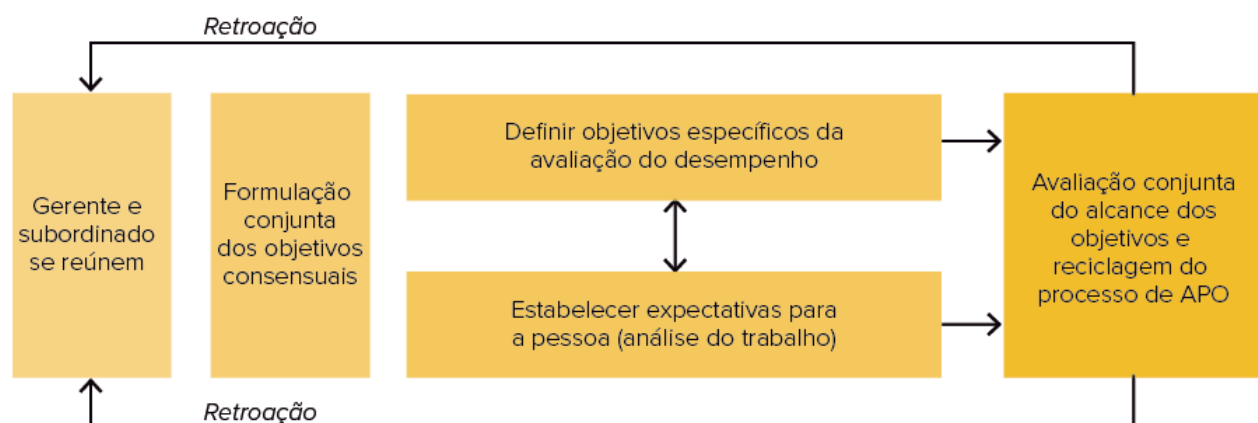 Retroação
Gerente e
subordinado
se reúnem
Formulação
conjunta
dos objetivos
consensuais
Definir objetivos específicos da
avaliação do desempenho
Estabelecer expectativas para
a pessoa (análise do trabalho)
Avaliação conjunta
do alcance dos
objetivos e
reciclagem do
processo de APO
Retroação